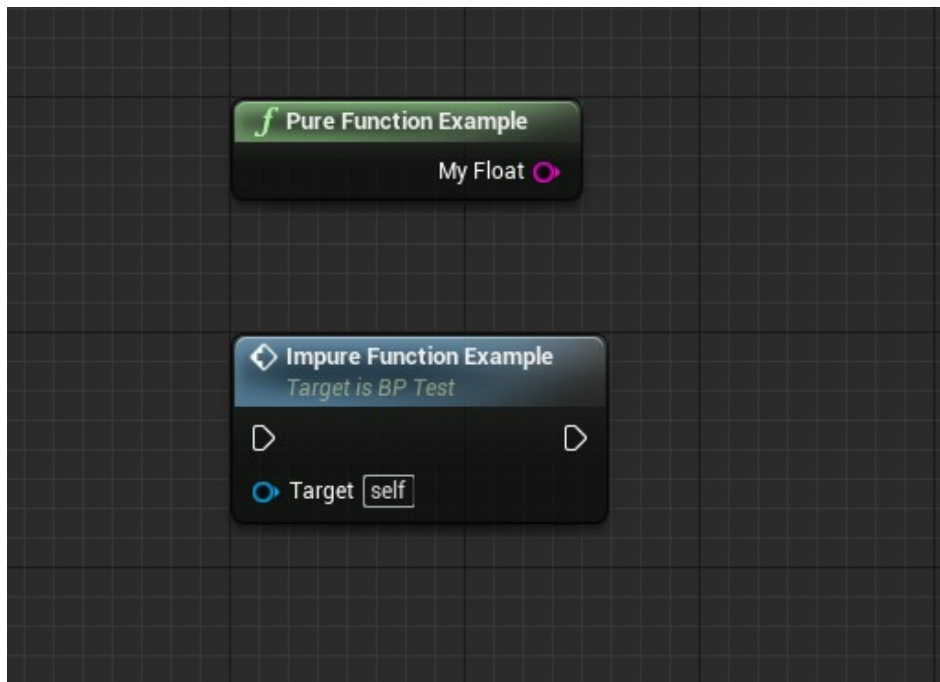 Pure Function Example
My Float
Impure Function Example
Target is BP Test
Target self